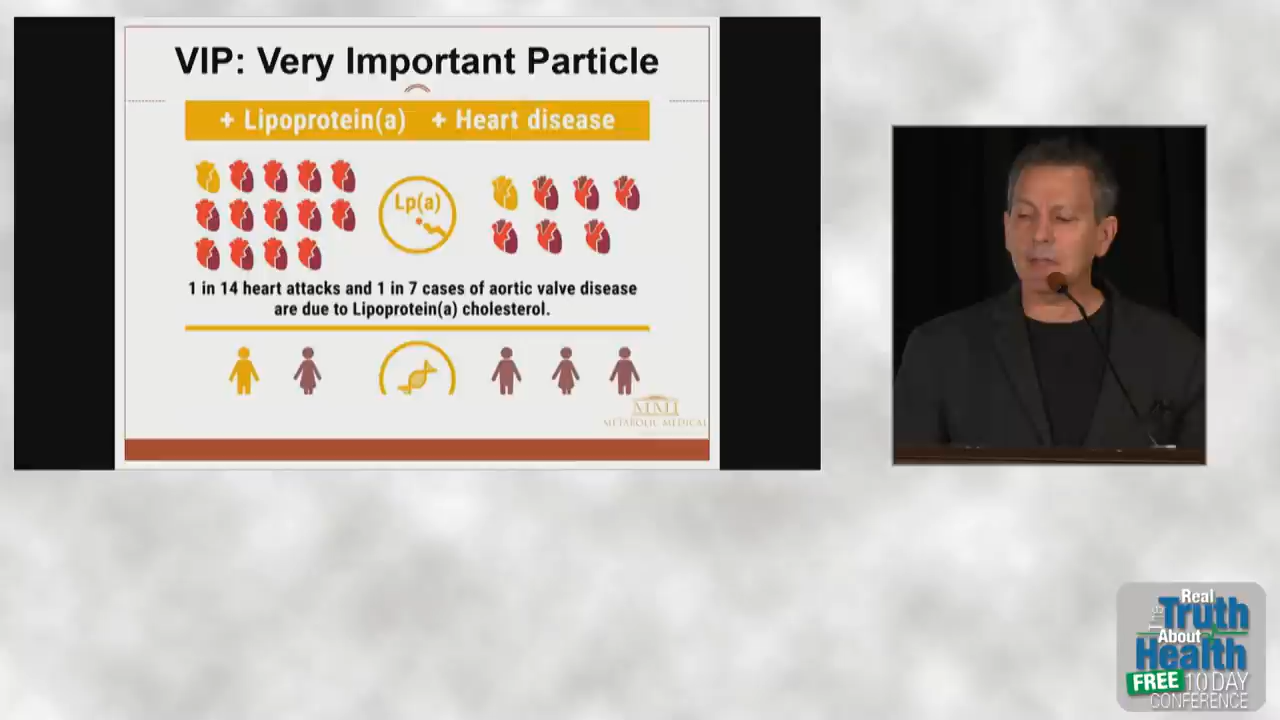 VIP: Very Important Particle
+ Lipoprotein(a) + Heart disease
Lp(a)
1 in 14 heart attacks and 1 in 7 cases of aortic valve disease
are due to Lipoprotein(a) cholesterol.
MMI
METABOLIC MEDICAL
The Real
Truth
About
Health
FREE 10 DAY
CONFERENCE